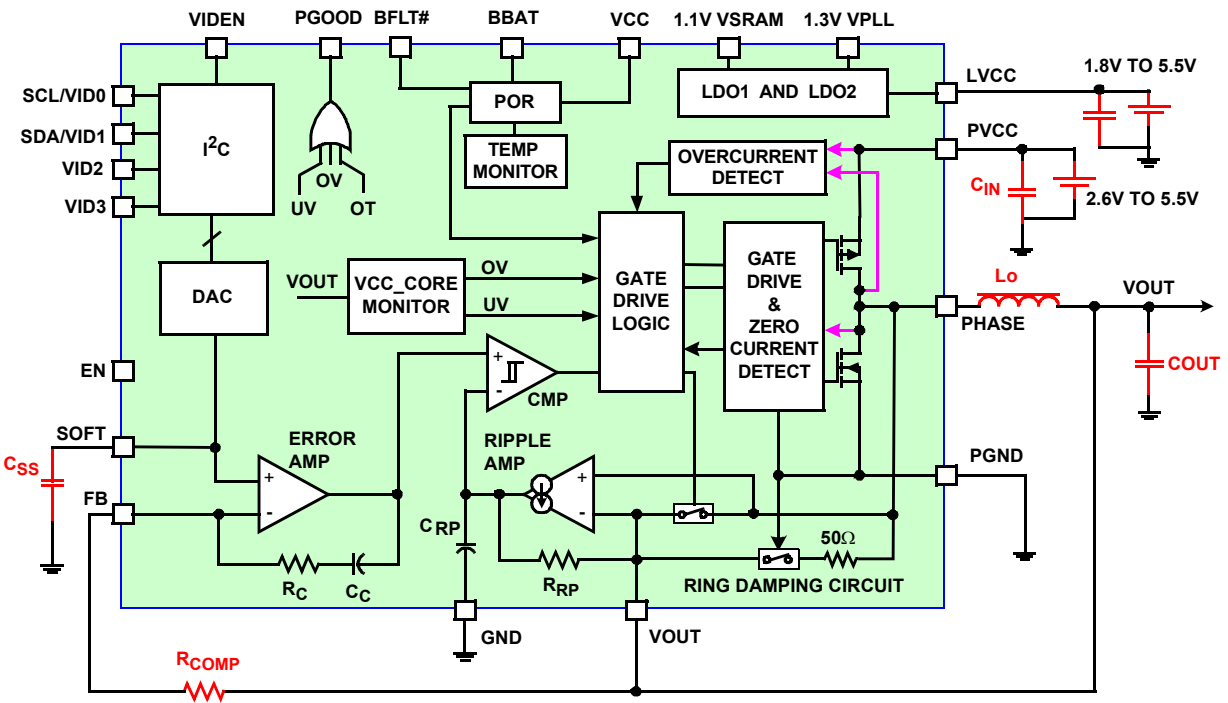 VIDEN
PGOOD
BFLT#
BBAT
VCC
1.1V VSRAM
1.3V VPLL
SCL/VID0
SDA/VID1
VID2
VID3
I2C
OV
UV
OT
POR
TEMP
MONITOR
LDO1 AND LDO2
LVCC
1.8V TO 5.5V
OVERCURRENT
DETECT
PVCC
CIN
2.6V TO 5.5V
DAC
VOUT
VCC_CORE
MONITOR
OV
UV
GATE
DRIVE
LOGIC
GATE
DRIVE
&
ZERO
CURRENT
DETECT
Lo
PHASE
VOUT
COUT
EN
+
-
CMP
SOFT
CSS
FB
ERROR
AMP
+
-
RC
CC
RIPPLE
AMP
+
-
CRP
RRP
50Ω
RING DAMPING CIRCUIT
PGND
GND
VOUT
RCOMP